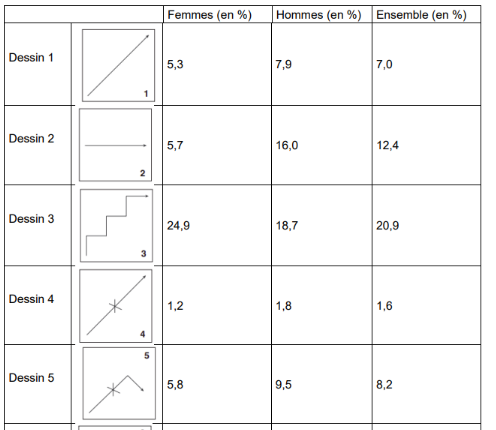 Femmes (en %) Hommes (en %) Ensemble (en %)
Dessin 1 1 5,3 7,9 7,0
Dessin 2 2 5,7 16,0 12,4
Dessin 3 3 24,9 18,7 20,9
Dessin 4 4 1,2 1,8 1,6
Dessin 5 5 5,8 9,5 8,2